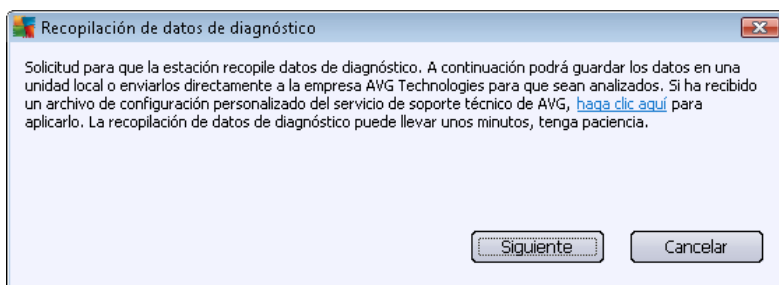 Recopilación de datos de diagnóstico
Solicitud para que la estación recopile datos de diagnóstico. A continuación podrá guardar los datos en una
unidad local o enviarlos directamente a la empresa AVG Technologies para que sean analizados. Si ha recibido
un archivo de configuración personalizado del servicio de soporte técnico de AVG, haga clic aquí para
aplicarlo. La recopilación de datos de diagnóstico puede llevar unos minutos, tenga paciencia.
Siguiente Cancelar